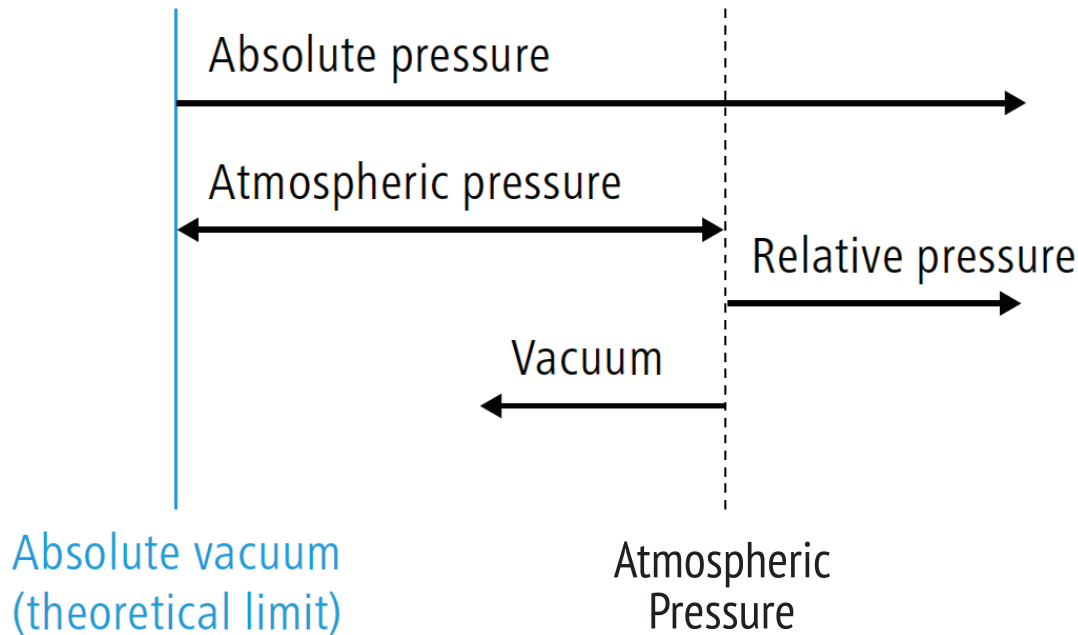 Absolute pressure
Atmospheric pressure
Relative pressure
Vacuum
Absolute vacuum
(theoretical limit)
Atmospheric
Pressure